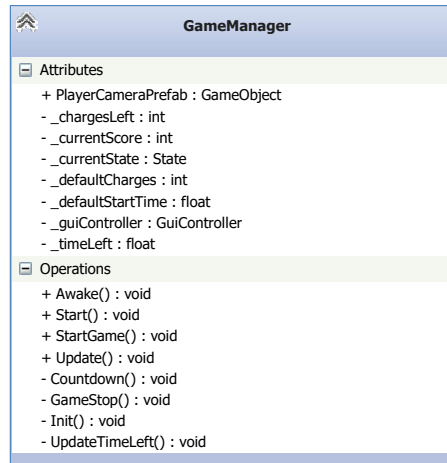 GameManager
Attributes
+ PlayerCameraPrefab : GameObject
- _chargesLeft : int
- _currentScore : int
- _currentState : State
- _defaultCharges : int
- _defaultStartTime : float
- _guiController : GuiController
- _timeLeft : float
Operations
+ Awake() : void
+ Start() : void
+ StartGame() : void
+ Update() : void
- Countdown() : void
- GameStop() : void
- Init() : void
- UpdateTimeLeft() : void